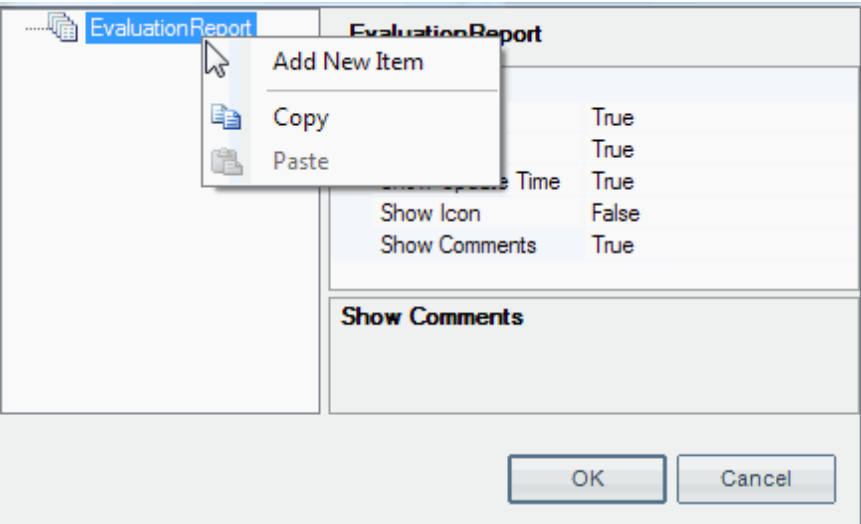 EvaluationReport
EvaluationReport
Add New Item
Copy
Paste
True
True
Time True
Show Icon False
Show Comments True
Show Comments
OK
Cancel